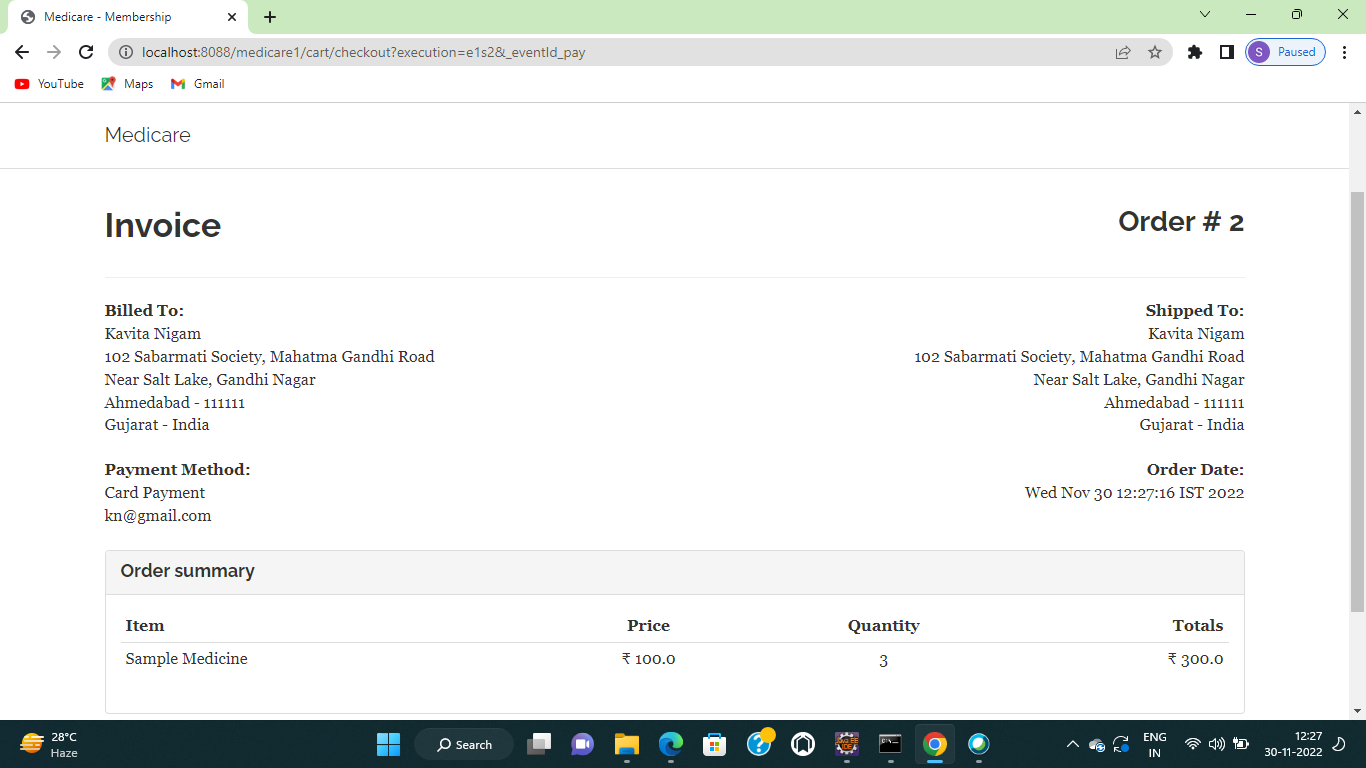 Medicare - Membership
localhost:8088/medicare1/cart/checkout?execution=e1s2&_eventId_pay
S Paused
YouTube Maps Gmail
Medicare
Invoice
Order # 2
Billed To:
Kavita Nigam
102 Sabarmati Society, Mahatma Gandhi Road
Near Salt Lake, Gandhi Nagar
Ahmedabad - 111111
Gujarat - India
Shipped To:
Kavita Nigam
102 Sabarmati Society, Mahatma Gandhi Road
Near Salt Lake, Gandhi Nagar
Ahmedabad - 111111
Gujarat - India
Payment Method:
Card Payment
kn@gmail.com
Order Date:
Wed Nov 30 12:27:16 IST 2022
Order summary
Item Price Quantity Totals
Sample Medicine ₹ 100.0 3 ₹ 300.0
28°C
Haze
Search
ENG
IN
12:27
30-11-2022